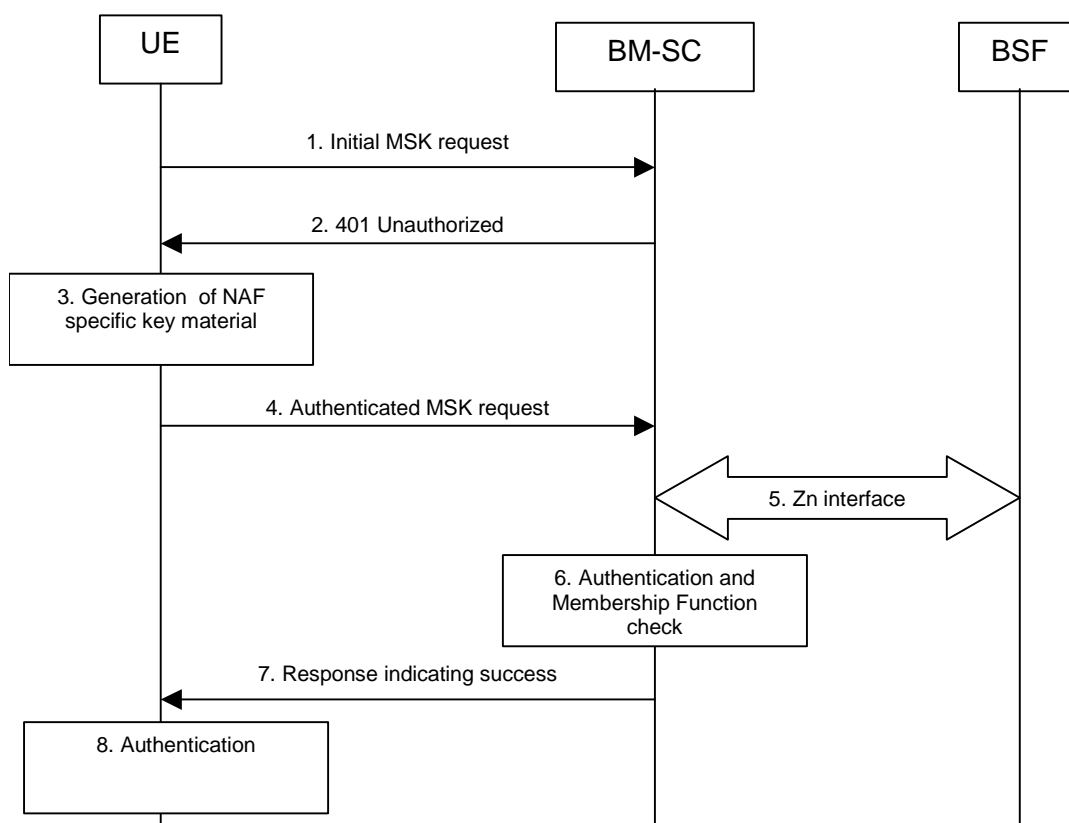 UE
BM-SC
BSF
1. Initial MSK request
2. 401 Unauthorized
3. Generation of NAF
specific key material
4. Authenticated MSK request
5. Zn interface
6. Authentication and
Membership Function
check
7. Response indicating success
8. Authentication